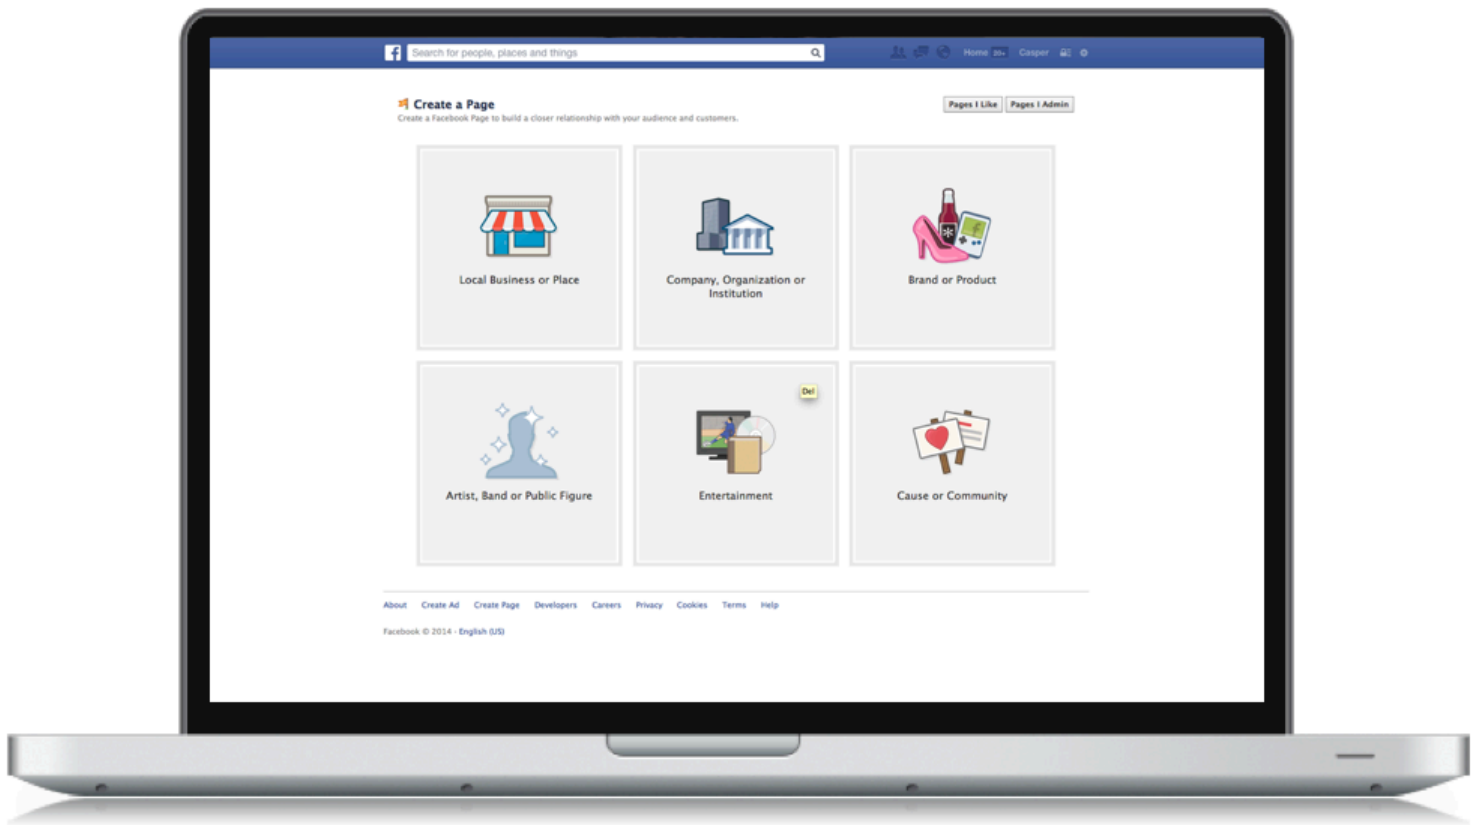 f Search for people, places and things Home 20+ Casper
Create a Page
Pages I Like Pages I Admin
Create a Facebook Page to build a closer relationship with your audience and customers.
Local Business or Place
Company, Organization or
Institution
Brand or Product
Del
Artist, Band or Public Figure
Entertainment
Cause or Community
About Create Ad Create Page Developers Careers Privacy Cookies Terms Help
Facebook © 2014 · English (US)